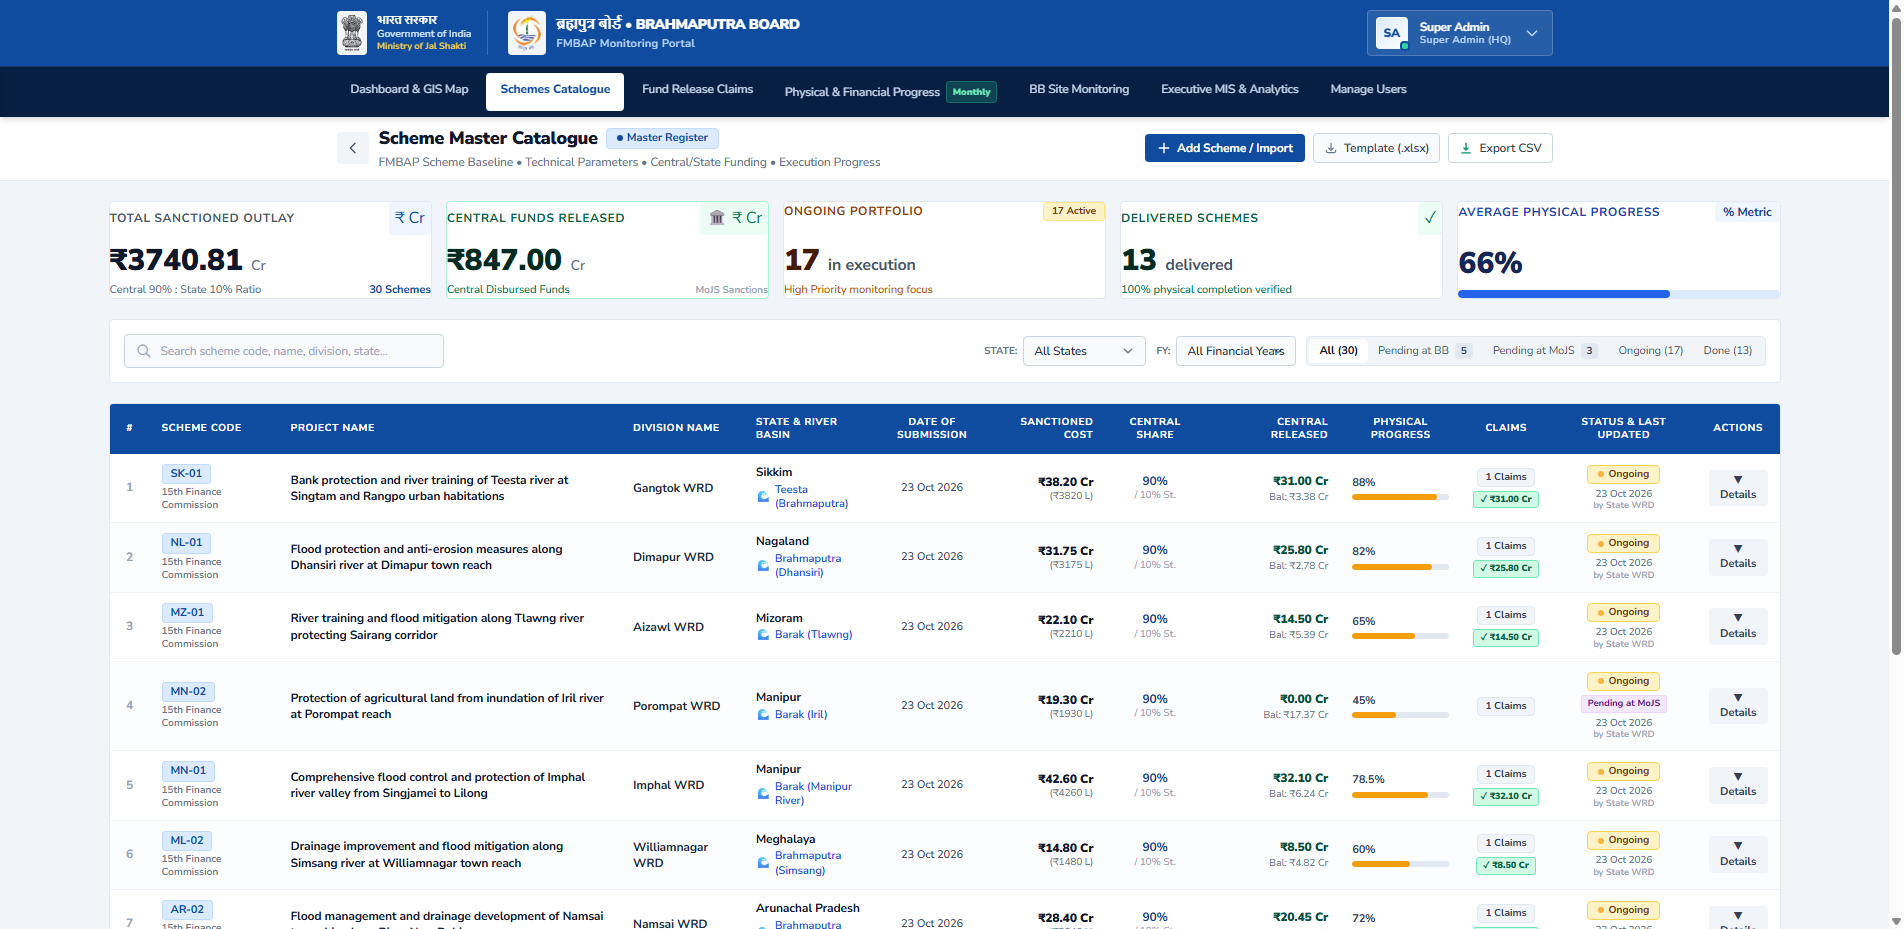 भारत सरकार
Government of India
Ministry of Jal Shakti
ब्रह्मपुत्र बोर्ड • BRAHMAPUTRA BOARD
FMBAP Monitoring Portal
SA
Super Admin
Super Admin (HQ)
Dashboard & GIS Map
Schemes Catalogue
Fund Release Claims
Physical & Financial Progress Monthly
BB Site Monitoring
Executive MIS & Analytics
Manage Users
Scheme Master Catalogue
• Master Register
FMBAP Scheme Baseline • Technical Parameters • Central/State Funding • Execution Progress
+ Add Scheme / Import
Template (.xlsx)
Export CSV
TOTAL SANCTIONED OUTLAY
₹ Cr
₹3740.81 Cr
Central 90% : State 10% Ratio
30 Schemes
CENTRAL FUNDS RELEASED
₹ Cr
₹847.00 Cr
Central Disbursed Funds
MoJS Sanctions
ONGOING PORTFOLIO
17 Active
17 in execution
High Priority monitoring focus
DELIVERED SCHEMES
✓
13 delivered
100% physical completion verified
AVERAGE PHYSICAL PROGRESS
% Metric
66%
Search scheme code, name, division, state...
STATE:
All States
FY:
All Financial Years
All (30)
Pending at BB 5
Pending at MoJS 3
Ongoing (17)
Done (13)
#
SCHEME CODE
PROJECT NAME
DIVISION NAME
STATE & RIVER
BASIN
DATE OF
SUBMISSION
SANCTIONED
COST
CENTRAL
SHARE
CENTRAL
RELEASED
PHYSICAL
PROGRESS
CLAIMS
STATUS & LAST
UPDATED
ACTIONS
1
SK-01
15th Finance
Commission
Bank protection and river training of Teesta river at
Singtam and Rangpo urban habitations
Gangtok WRD
Sikkim
Teesta
(Brahmaputra)
23 Oct 2026
₹38.20 Cr
(₹3820 L)
90%
/ 10% St.
₹31.00 Cr
Bal: ₹3.38 Cr
88%
1 Claims
✓ ₹31.00 Cr
Ongoing
23 Oct 2026
by State WRD
▼
Details
2
NL-01
15th Finance
Commission
Flood protection and anti-erosion measures along
Dhansiri river at Dimapur town reach
Dimapur WRD
Nagaland
Brahmaputra
(Dhansiri)
23 Oct 2026
₹31.75 Cr
(₹3175 L)
90%
/ 10% St.
₹25.80 Cr
Bal: ₹2.78 Cr
82%
1 Claims
✓ ₹25.80 Cr
Ongoing
23 Oct 2026
by State WRD
▼
Details
3
MZ-01
15th Finance
Commission
River training and flood mitigation along Tlawng river
protecting Sairang corridor
Aizawl WRD
Mizoram
Barak (Tlawng)
23 Oct 2026
₹22.10 Cr
(₹2210 L)
90%
/ 10% St.
₹14.50 Cr
Bal: ₹5.39 Cr
65%
1 Claims
✓ ₹14.50 Cr
Ongoing
23 Oct 2026
by State WRD
▼
Details
4
MN-02
15th Finance
Commission
Protection of agricultural land from inundation of Iril river
at Porompat reach
Porompat WRD
Manipur
Barak (Iril)
23 Oct 2026
₹19.30 Cr
(₹1930 L)
90%
/ 10% St.
₹0.00 Cr
Bal: ₹17.37 Cr
45%
1 Claims
Ongoing
Pending at MoJS
23 Oct 2026
by State WRD
▼
Details
5
MN-01
15th Finance
Commission
Comprehensive flood control and protection of Imphal
river valley from Singjamei to Lilong
Imphal WRD
Manipur
Barak (Manipur
River)
23 Oct 2026
₹42.60 Cr
(₹4260 L)
90%
/ 10% St.
₹32.10 Cr
Bal: ₹6.24 Cr
78.5%
1 Claims
✓ ₹32.10 Cr
Ongoing
23 Oct 2026
by State WRD
▼
Details
6
ML-02
15th Finance
Commission
Drainage improvement and flood mitigation along
Simsang river at Williamnagar town reach
Williamnagar
WRD
Meghalaya
Brahmaputra
(Simsang)
23 Oct 2026
₹14.80 Cr
(₹1480 L)
90%
/ 10% St.
₹8.50 Cr
Bal: ₹4.82 Cr
60%
1 Claims
✓ ₹8.50 Cr
Ongoing
23 Oct 2026
by State WRD
▼
Details
7
AR-02
15th Finance
Flood management and drainage development of Namsai
Namsai WRD
Arunachal Pradesh
Brahmaputra
23 Oct 2026
₹28.40 Cr
90%
₹20.45 Cr
72%
1 Claims
Ongoing
▼